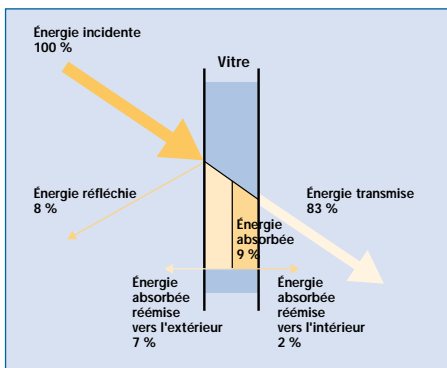 Énergie incidente
100 %
Vitre
Énergie réfléchie
8 %
Énergie transmise
83 %
Énergie
absorbée
9 %
Énergie
absorbée
réémise
vers l'extérieur
7 %
Énergie
absorbée
réémise
vers l'intérieur
2 %